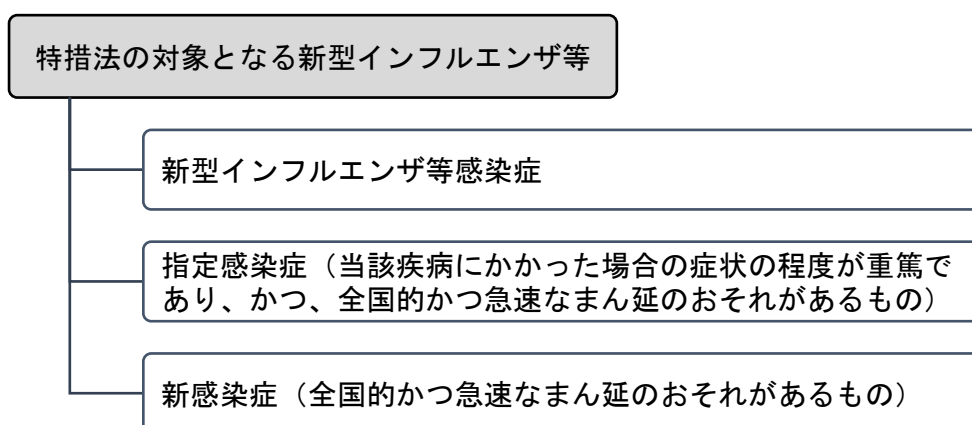 特措法の対象となる新型インフルエンザ等
新型インフルエンザ等感染症
指定感染症（当該疾病にかかった場合の症状の程度が重篤で
あり、かつ、全国的かつ急速なまん延のおそれがあるもの）
新感染症（全国的かつ急速なまん延のおそれがあるもの）